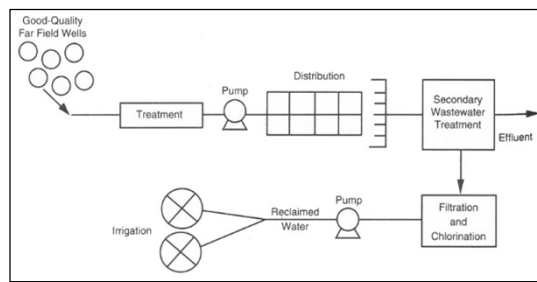 Good-Quality
Far Field Wells
Treatment
Pump
Distribution
Secondary
Wastewater
Treatment
Effluent
Irrigation
Reclaimed
Water
Pump
Filtration
and
Chlorination